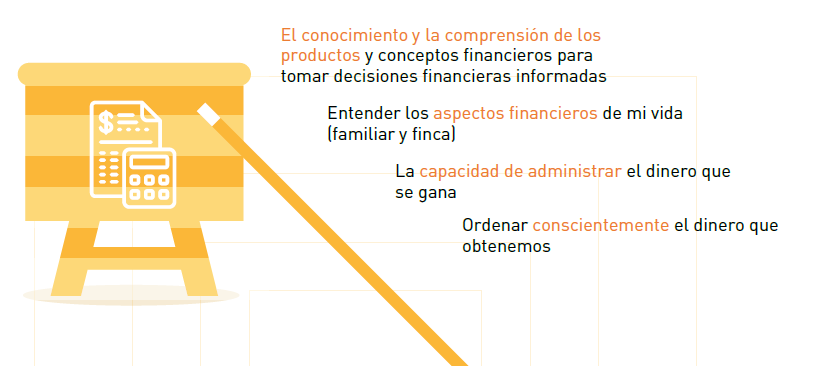 El conocimiento y la comprensión de los
productos y conceptos financieros para
tomar decisiones financieras informadas
Entender los aspectos financieros de mi vida
(familiar y finca)
La capacidad de administrar el dinero que
se gana
Ordenar conscientemente el dinero que
obtenemos
$